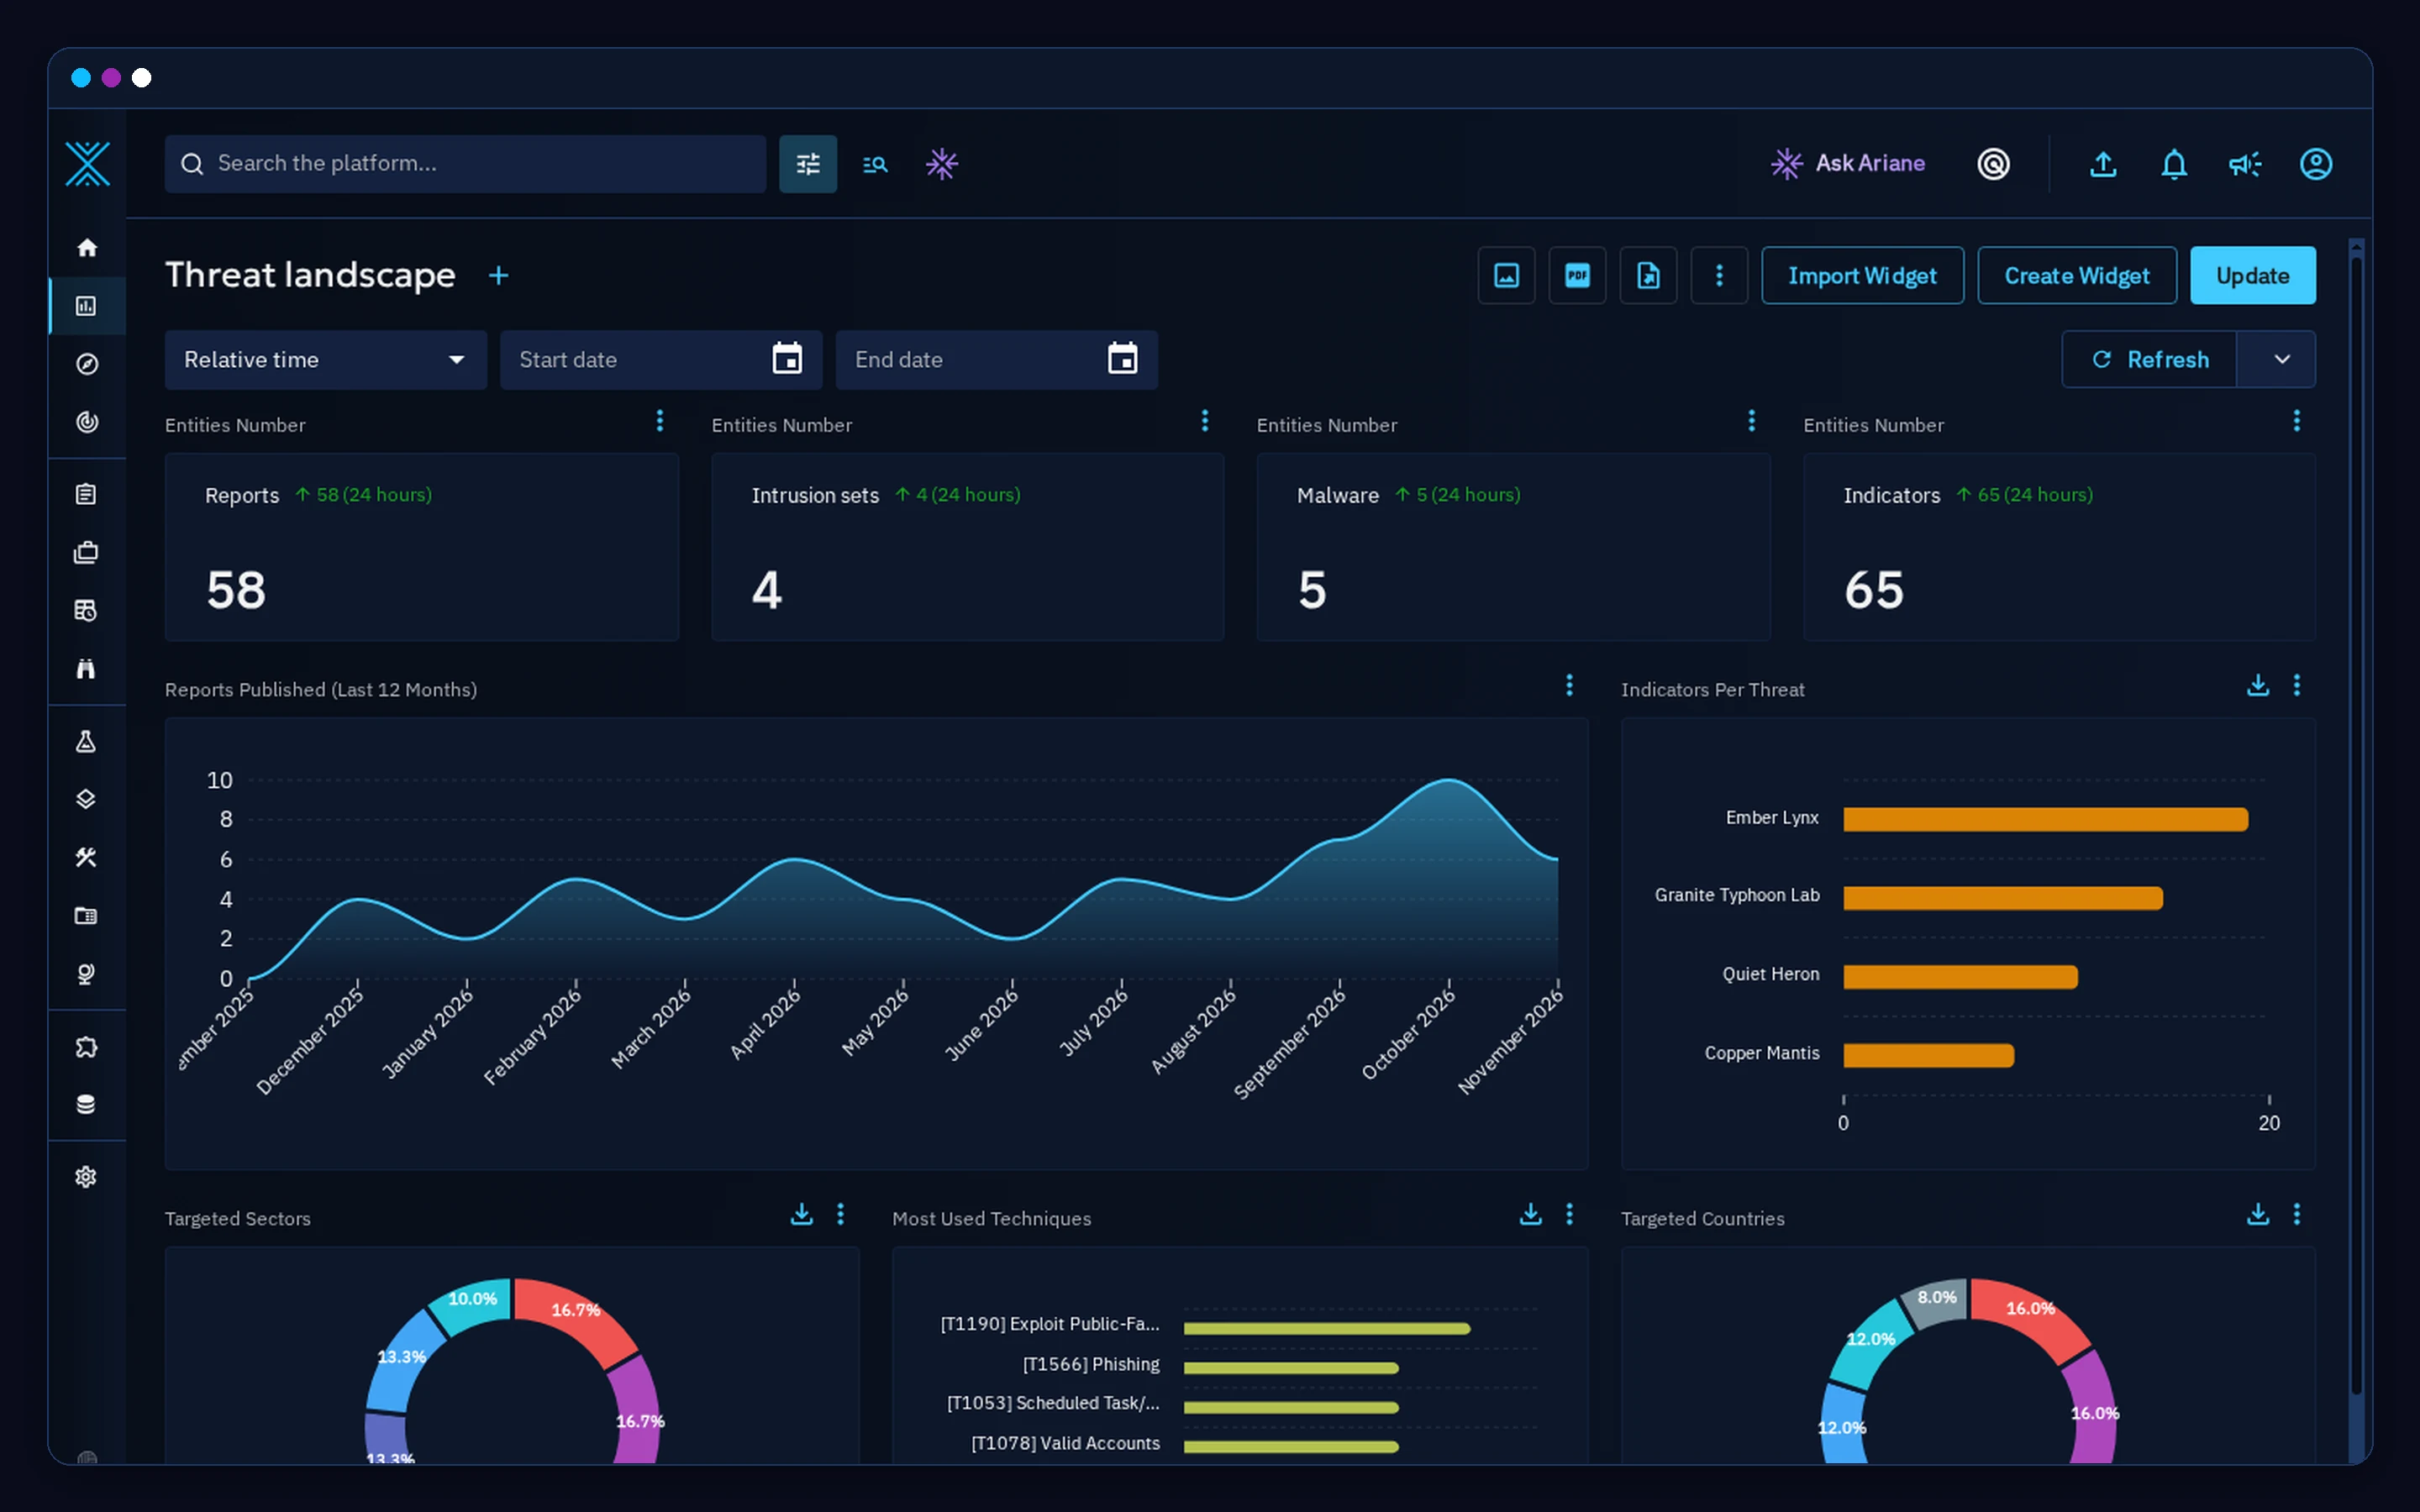 Search the platform...
Ask Ariane
Threat landscape
PDF
Import Widget
Create Widget
Update
Relative time
Start date
End date
Refresh
Entities Number
Entities Number
Entities Number
Entities Number
Reports 58 (24 hours)
58
Intrusion sets 4 (24 hours)
4
Malware 5 (24 hours)
5
Indicators 65 (24 hours)
65
Reports Published (Last 12 Months)
10
8
6
4
2
0
ember 2025
December 2025
January 2026
February 2026
March 2026
April 2026
May 2026
June 2026
July 2026
August 2026
September 2026
October 2026
November 2026
Indicators Per Threat
Ember Lynx
Granite Typhoon Lab
Quiet Heron
Copper Mantis
0
20
Targeted Sectors
10.0%
16.7%
13.3%
16.7%
13.3%
Most Used Techniques
[T1190] Exploit Public-Fa...
[T1566] Phishing
[T1053] Scheduled Task/...
[T1078] Valid Accounts
Targeted Countries
8.0%
16.0%
12.0%
16.0%
12.0%